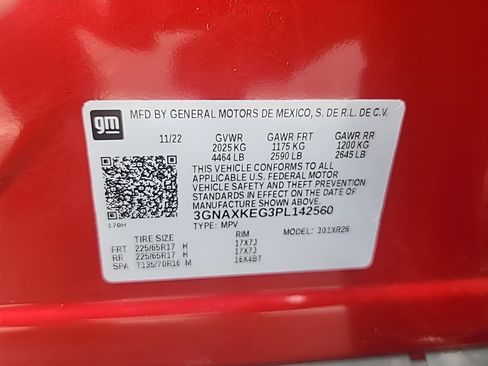 gm
MFD BY GENERAL MOTORS DE MEXICO, S. DE R.L. DE C.V.
11/22 GVWR GAWR FRT GAWR RR
2025 KG 1175 KG 1200 KG
4464 LB 2590 LB 2645 LB
THIS VEHICLE CONFORMS TO ALL
APPLICABLE U.S. FEDERAL MOTOR
VEHICLE SAFETY AND THEFT PREVENTION
STANDARDS IN EFFECT ON THE DATE OF
MANUFACTURE SHOWN ABOVE.
3GNAXKEG3PL142560
170H TYPE: MPV MODEL: 101XR26
TIRE SIZE RIM
FRT 225/65R17 H 17X7J
RR 225/65R17 H 17X7J
SPA T135/70R16 M 16X4BT